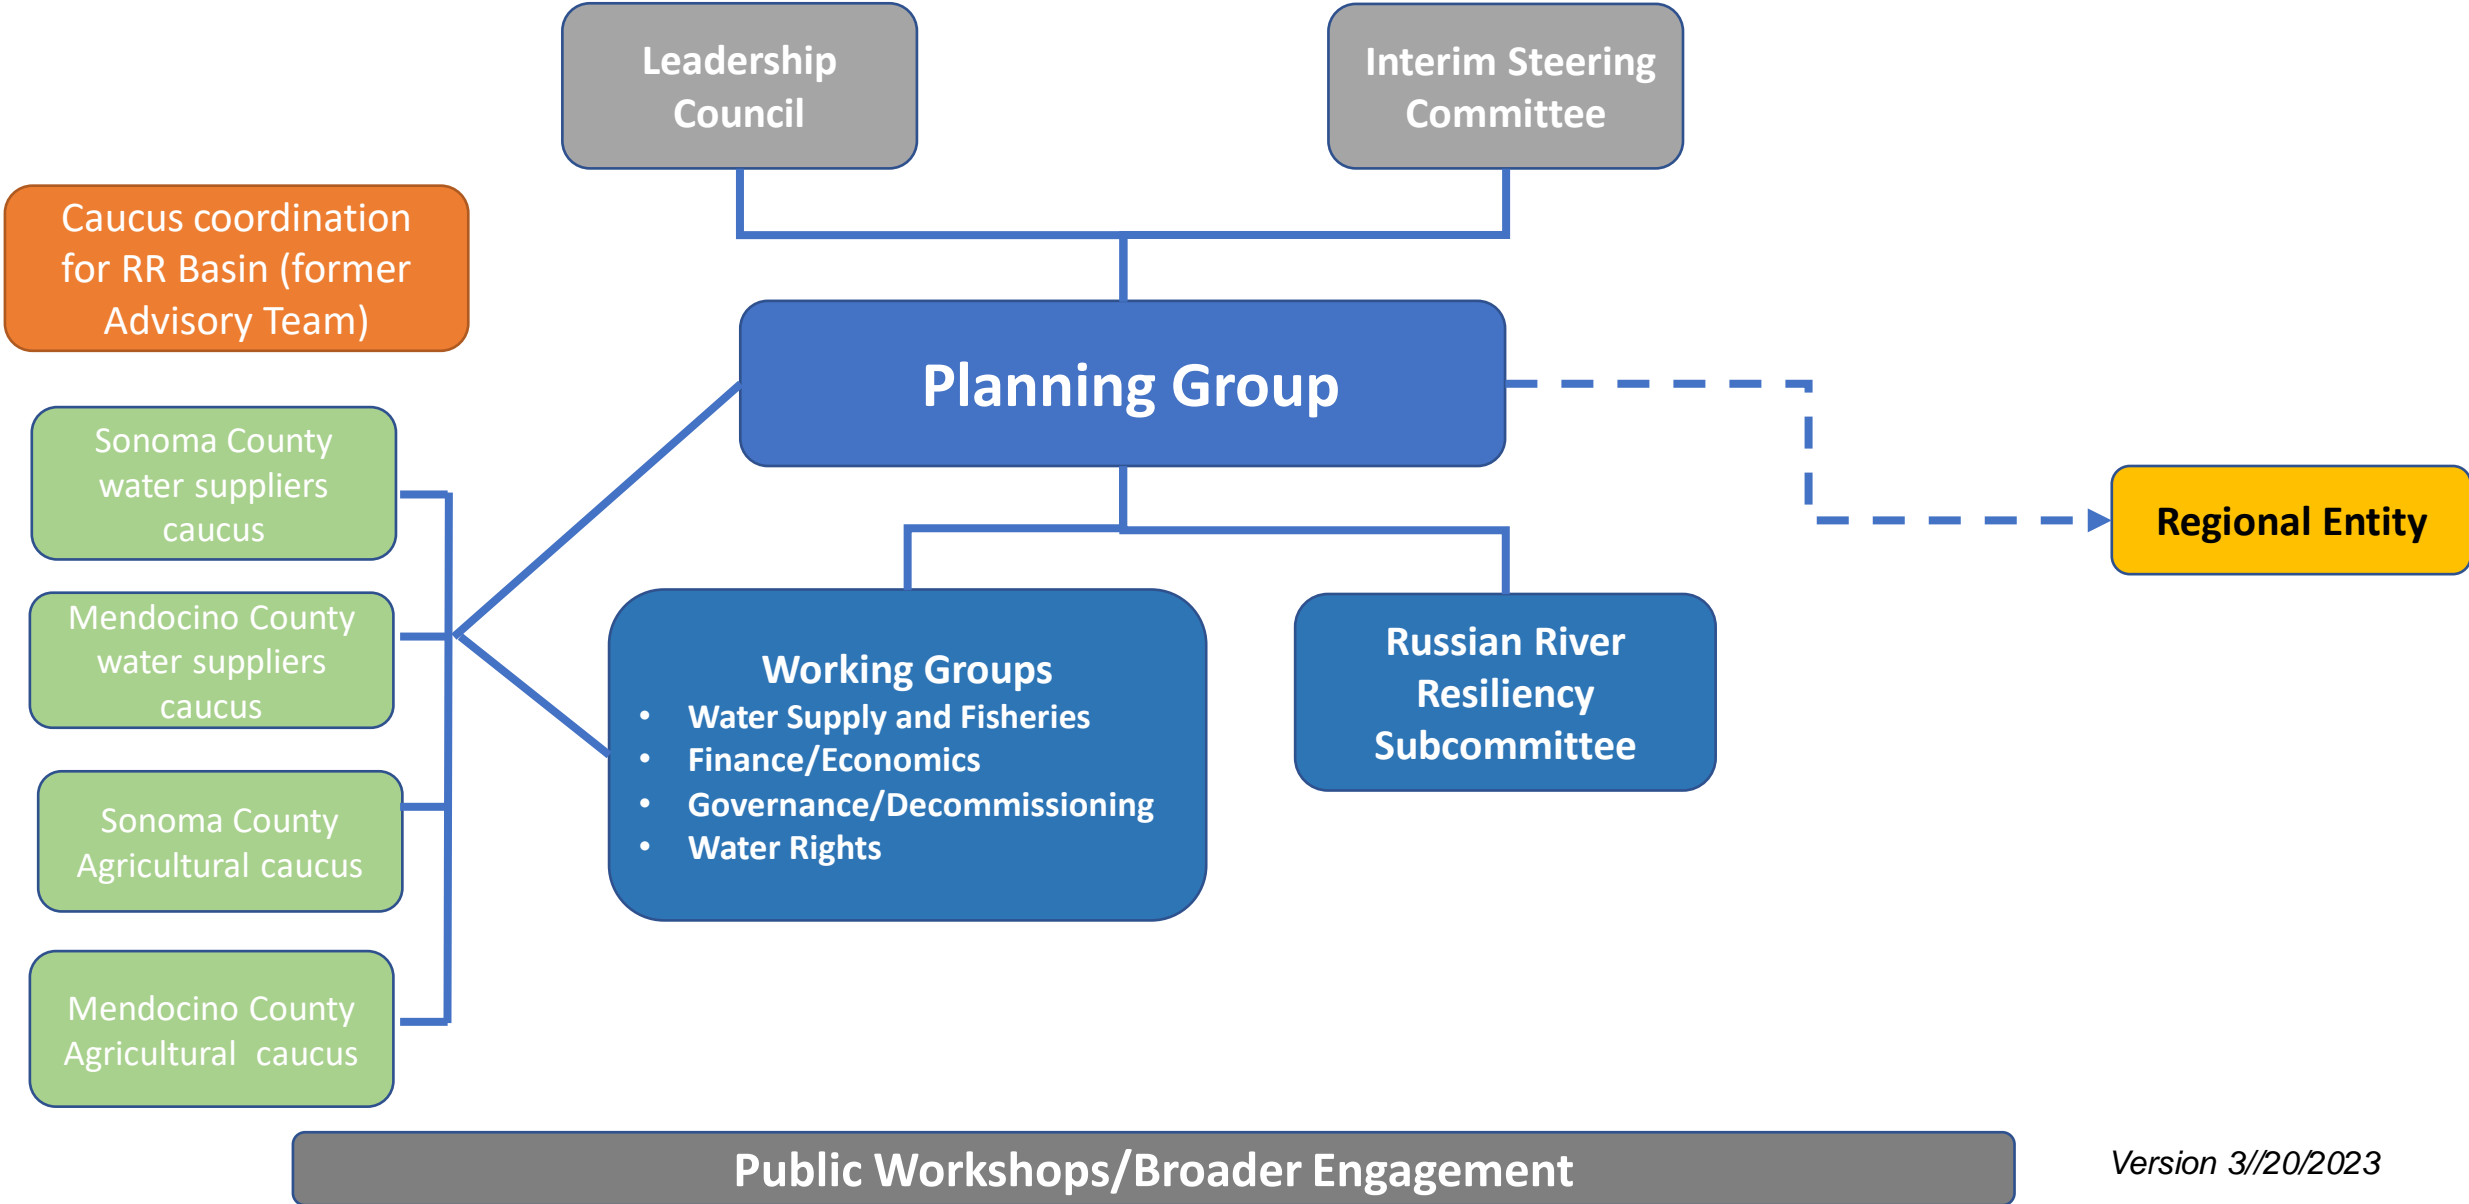 Leadership
Council
Interim Steering
Committee
Caucus coordination
for RR Basin (former
Advisory Team)
Planning Group
Sonoma County
water suppliers
caucus
Regional Entity
Mendocino County
water suppliers
caucus
Working Groups
• Water Supply and Fisheries
• Finance/Economics
• Governance/Decommissioning
• Water Rights
Russian River
Resiliency
Subcommittee
Sonoma County
Agricultural caucus
Mendocino County
Agricultural caucus
Public Workshops/Broader Engagement
Version 3//20/2023